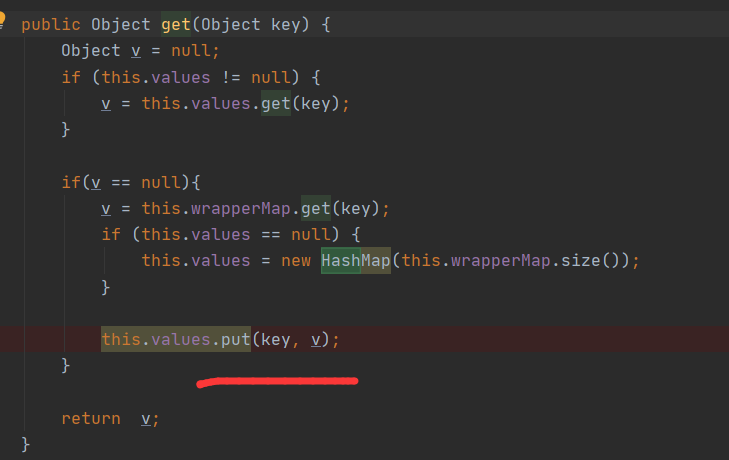 public Object get(Object key) {
Object v = null;
if (this.values != null) {
v = this.values.get(key);
}
if(v == null){
v = this.wrapperMap.get(key);
if (this.values == null) {
this.values = new HashMap(this.wrapperMap.size());
}
this.values.put(key, v);
}
return  v;
}